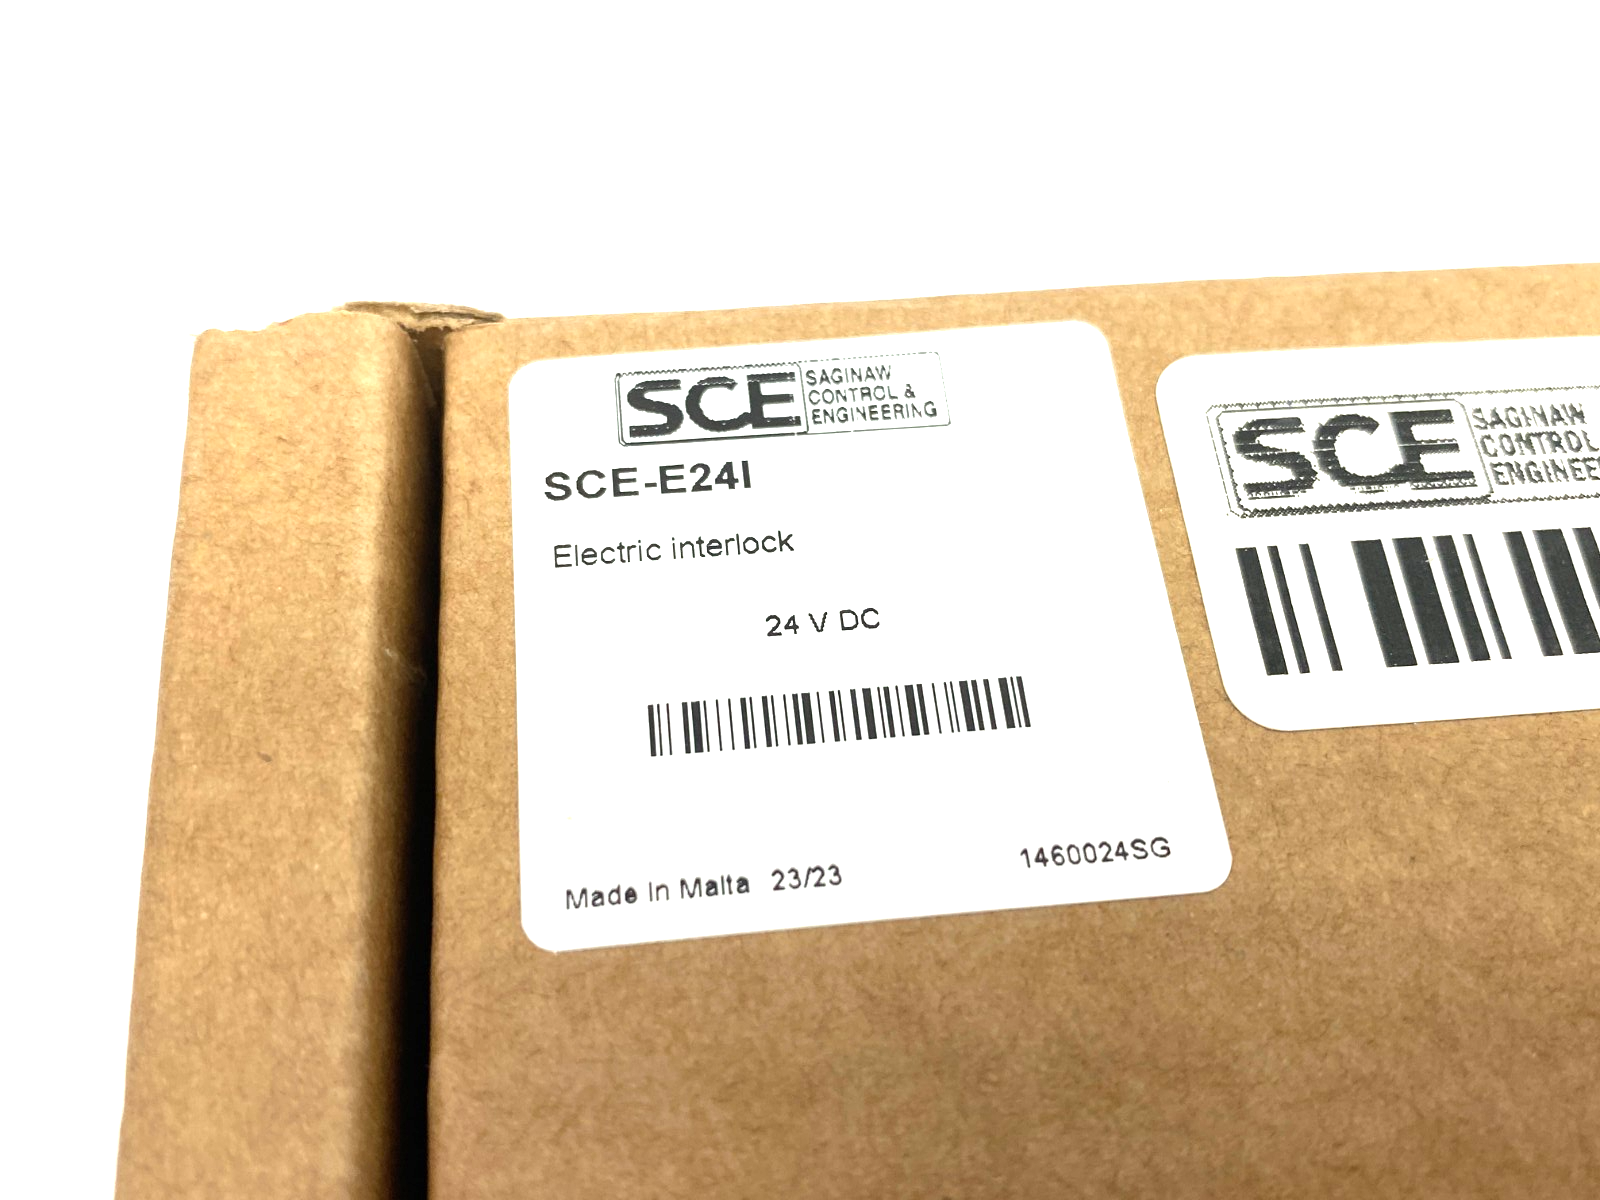 SCE SAGINAW
CONTROL &
ENGINEERING
SCE-E24I
Electric interlock
24 V DC
Made In Malta 23/23
1460024SG
SCE SAGINAW
CONTROL